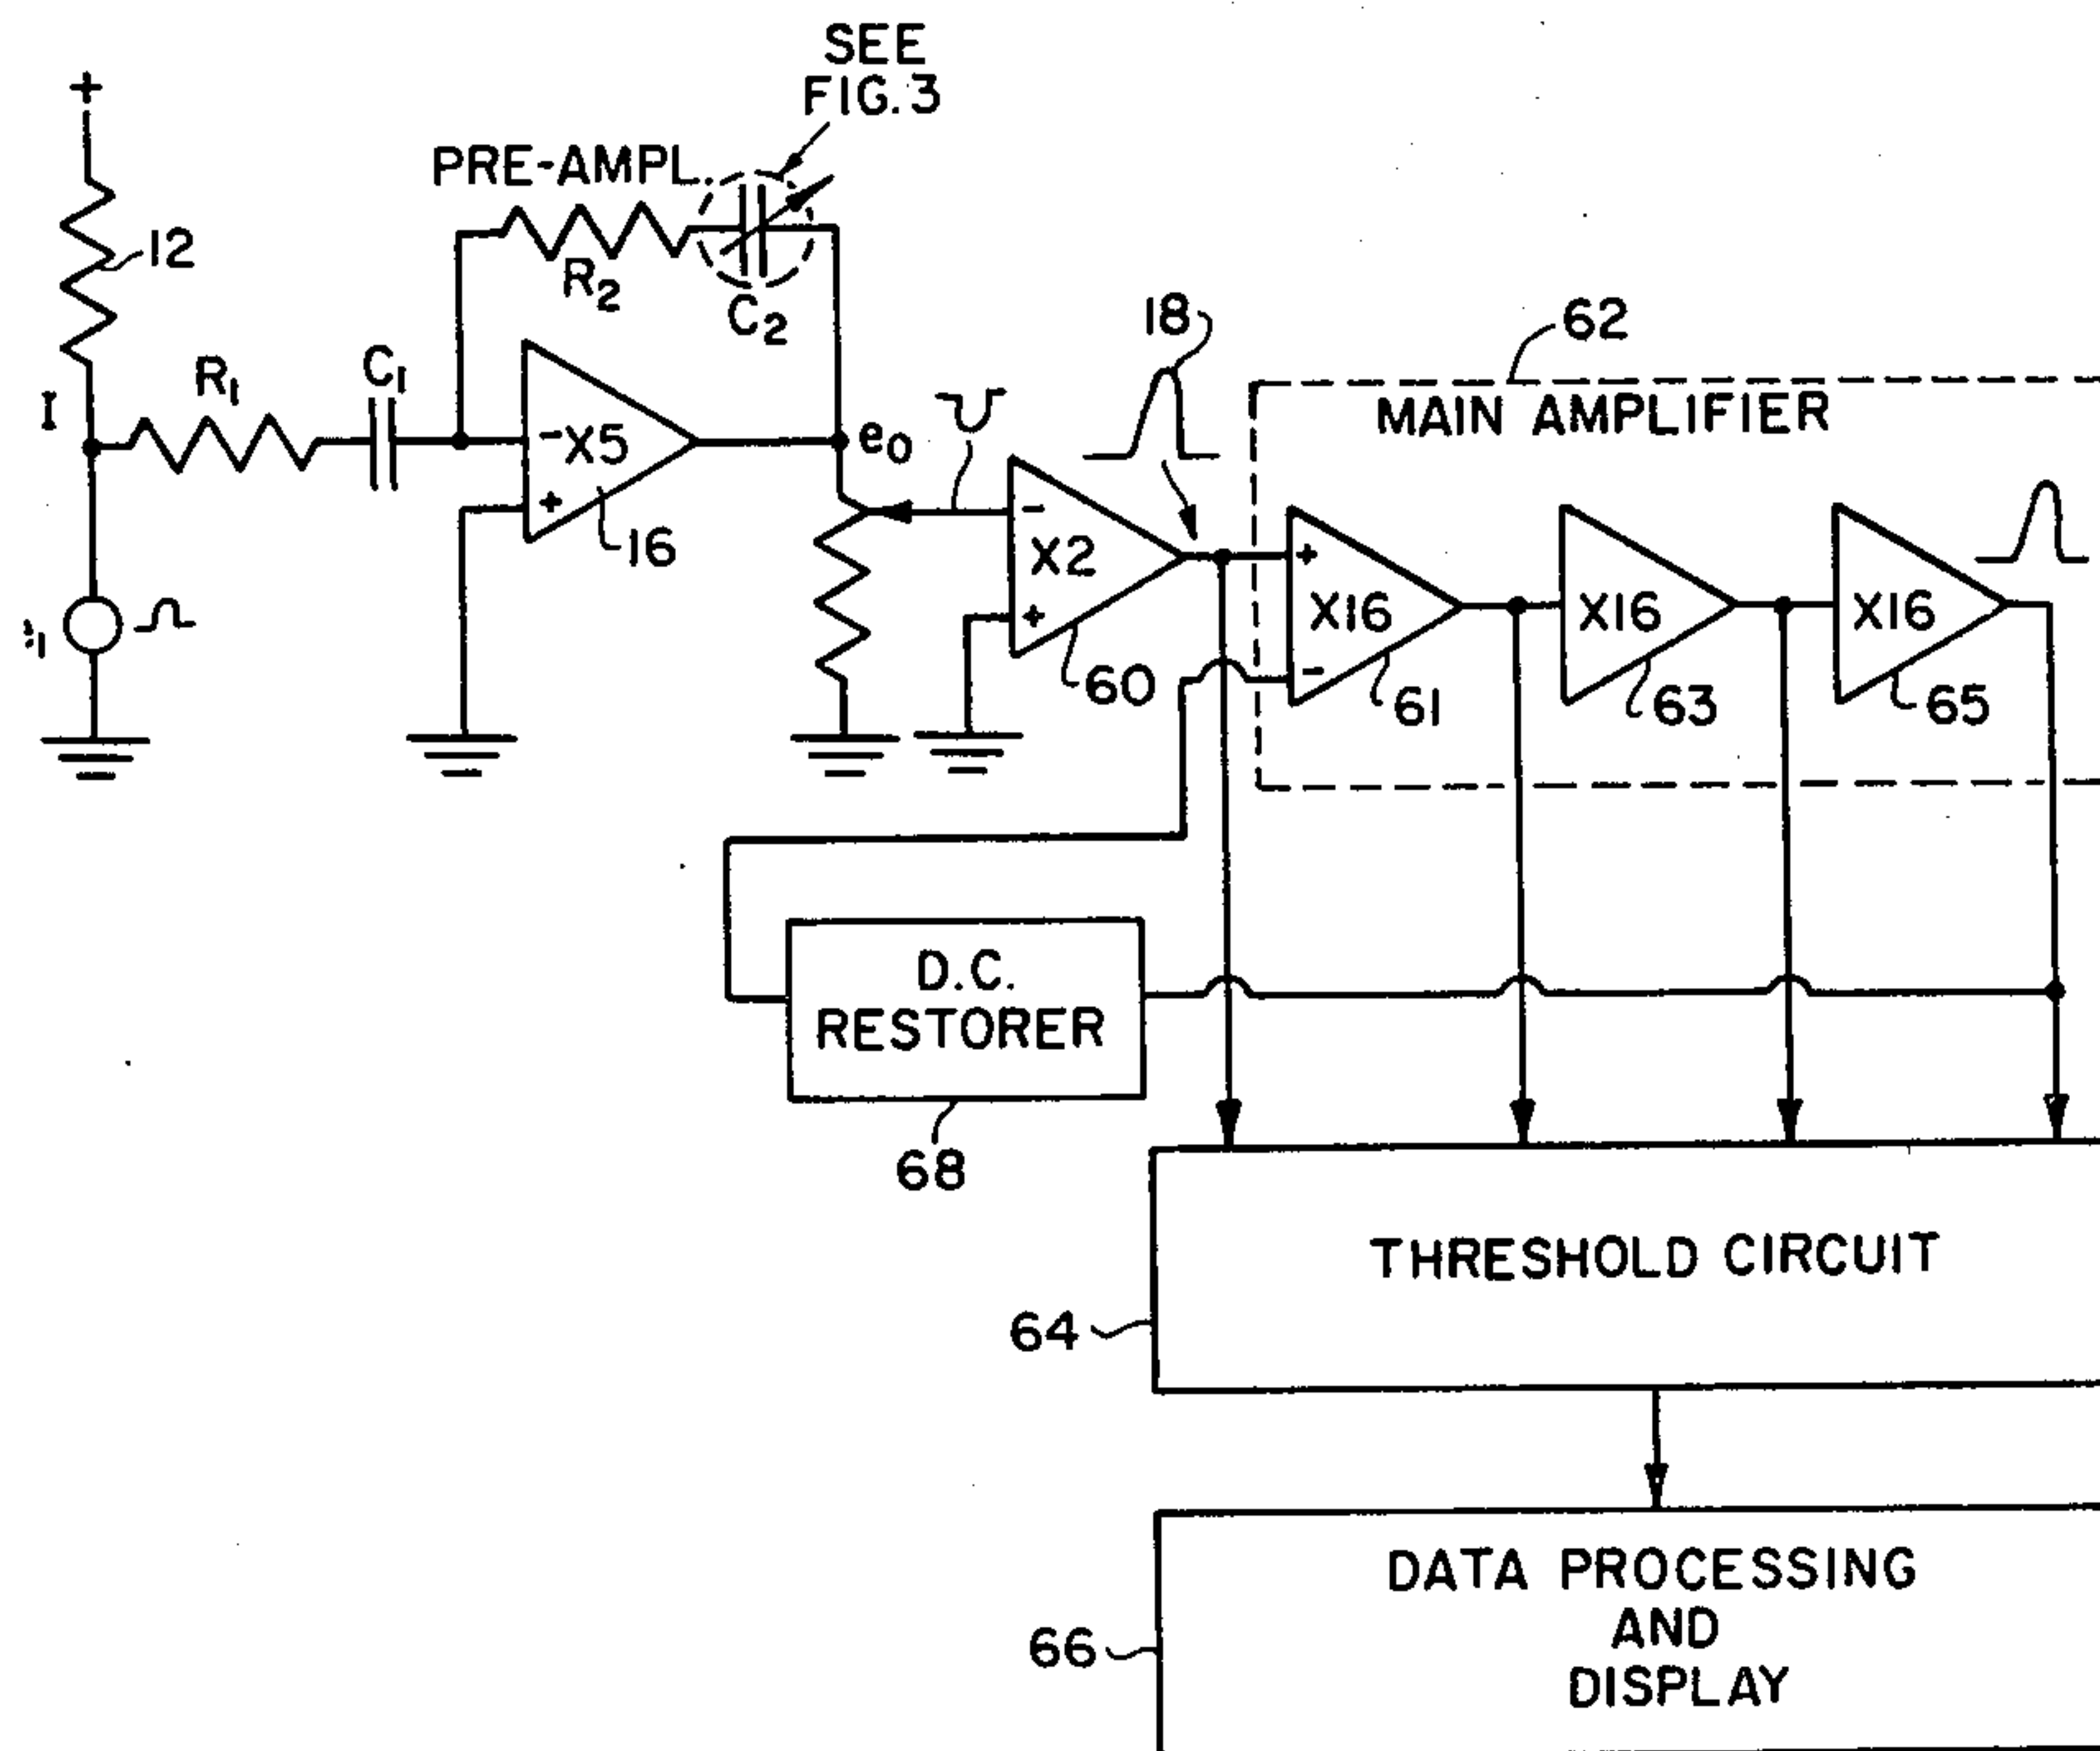 SEE
FIG.3
+
PRE-AMPL.
12
R2
C2
18
62
I
R1
C1
MAIN AMPLIFIER
-X5
+
e0
16
-
X2
+
60
+
X16
-
61
X16
63
X16
65
D.C.
RESTORER
68
THRESHOLD CIRCUIT
64
DATA PROCESSING
AND
DISPLAY
66